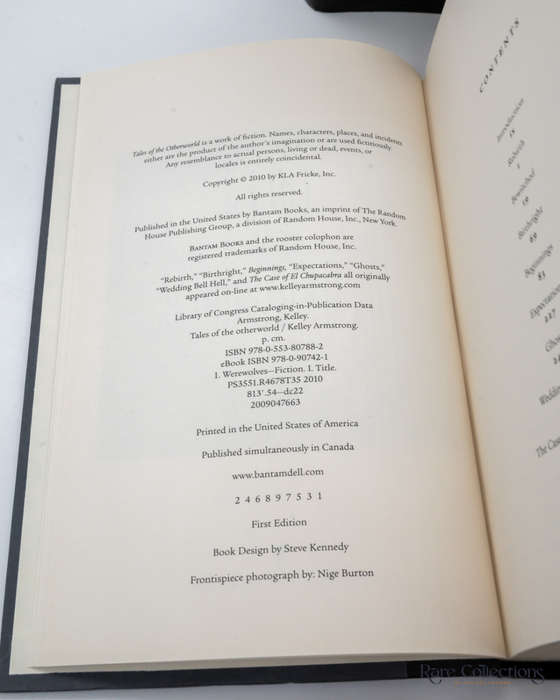 Tales of the Otherworld is a work of fiction. Names, characters, places, and incidents
either are the product of the author's imagination or are used fictitiously.
Any resemblance to actual persons, living or dead, events, or
locales is entirely coincidental.
Copyright © 2010 by KLA Fricke, Inc.
All rights reserved.
Published in the United States by Bantam Books, an imprint of The Random
House Publishing Group, a division of Random House, Inc., New York.
BANTAM BOOKS and the rooster colophon are
registered trademarks of Random House, Inc.
"Rebirth," "Birthright," Beginnings, "Expectations," "Ghosts,"
"Wedding Bell Hell," and The Case of El Chupacabra all originally
appeared on-line at www.kelleyarmstrong.com
Library of Congress Cataloging-in-Publication Data
Armstrong, Kelley.
Tales of the otherworld / Kelley Armstrong.
p. cm.
ISBN 978-0-553-80788-2
eBook ISBN 978-0-90742-1
1. Werewolves—Fiction. I. Title.
PS3551.R4678T35 2010
813'.54--dc22
2009047663
Printed in the United States of America
Published simultaneously in Canada
www.bantamdell.com
2 4 6 8 9 7 5 3 1
First Edition
Book Design by Steve Kennedy
Frontispiece photograph by: Nige Burton
CONTENTS
Introduction
ix
Rebirth
1
Bewitched
Birthright
Beginnings
83
Expectations
227
The Case
Rare Collections